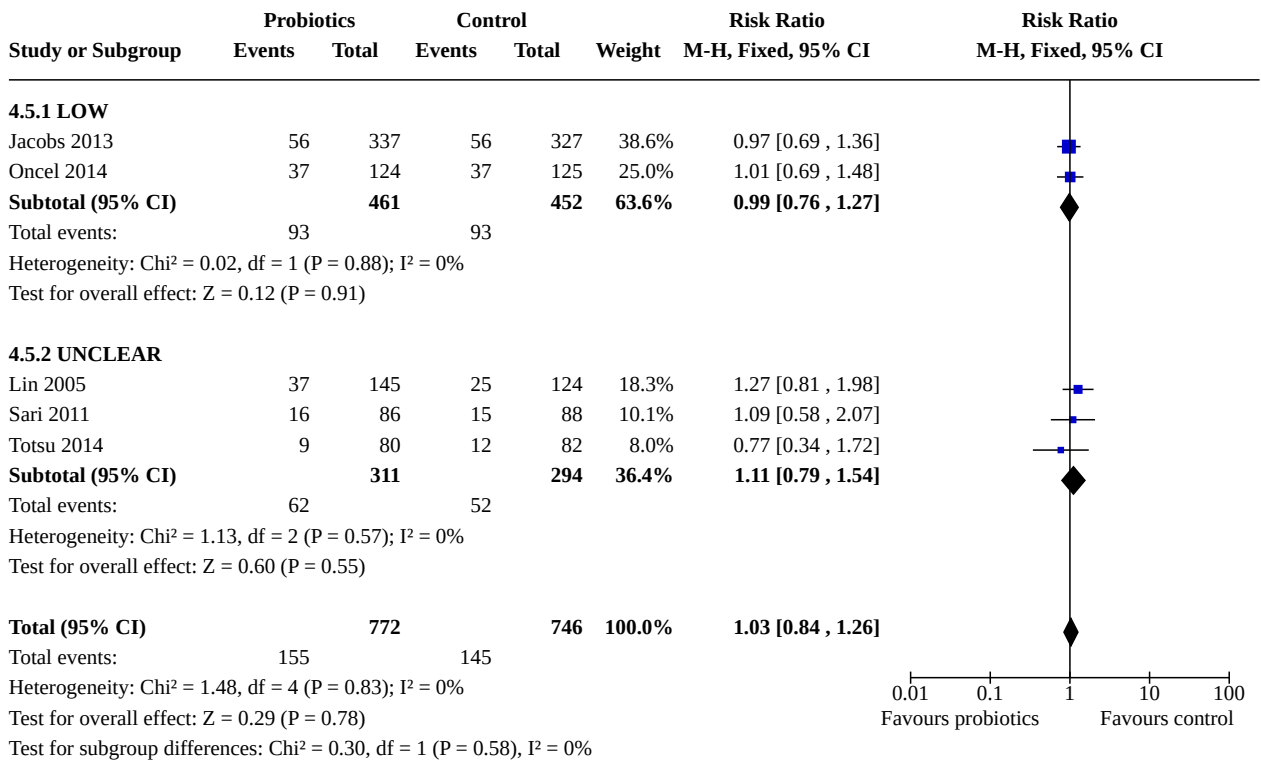 Probiotics Control Risk Ratio Risk Ratio
Study or Subgroup Events Total Events Total Weight M-H, Fixed, 95% CI M-H, Fixed, 95% CI
4.5.1 LOW
Jacobs 2013 56 337 56 327 38.6% 0.97 [0.69 , 1.36]
Oncel 2014 37 124 37 125 25.0% 1.01 [0.69 , 1.48]
Subtotal (95% CI) 461 452 63.6% 0.99 [0.76 , 1.27]
Total events: 93 93
Heterogeneity: Chi² = 0.02, df = 1 (P = 0.88); I² = 0%
Test for overall effect: Z = 0.12 (P = 0.91)
4.5.2 UNCLEAR
Lin 2005 37 145 25 124 18.3% 1.27 [0.81 , 1.98]
Sari 2011 16 86 15 88 10.1% 1.09 [0.58 , 2.07]
Totsu 2014 9 80 12 82 8.0% 0.77 [0.34 , 1.72]
Subtotal (95% CI) 311 294 36.4% 1.11 [0.79 , 1.54]
Total events: 62 52
Heterogeneity: Chi² = 1.13, df = 2 (P = 0.57); I² = 0%
Test for overall effect: Z = 0.60 (P = 0.55)
Total (95% CI) 772 746 100.0% 1.03 [0.84 , 1.26]
Total events: 155 145
Heterogeneity: Chi² = 1.48, df = 4 (P = 0.83); I² = 0%
0.01 0.1 1 10 100
Test for overall effect: Z = 0.29 (P = 0.78)
Favours probiotics Favours control
Test for subgroup differences: Chi² = 0.30, df = 1 (P = 0.58), I² = 0%